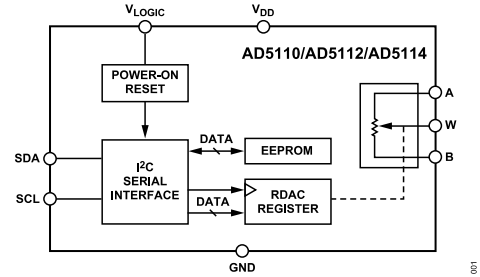 VLOGIC
VDD
AD5110/AD5112/AD5114
POWER-ON
RESET
A
W
B
SDA
SCL
I2C
SERIAL
INTERFACE
DATA
EEPROM
DATA
RDAC
REGISTER
GND
001